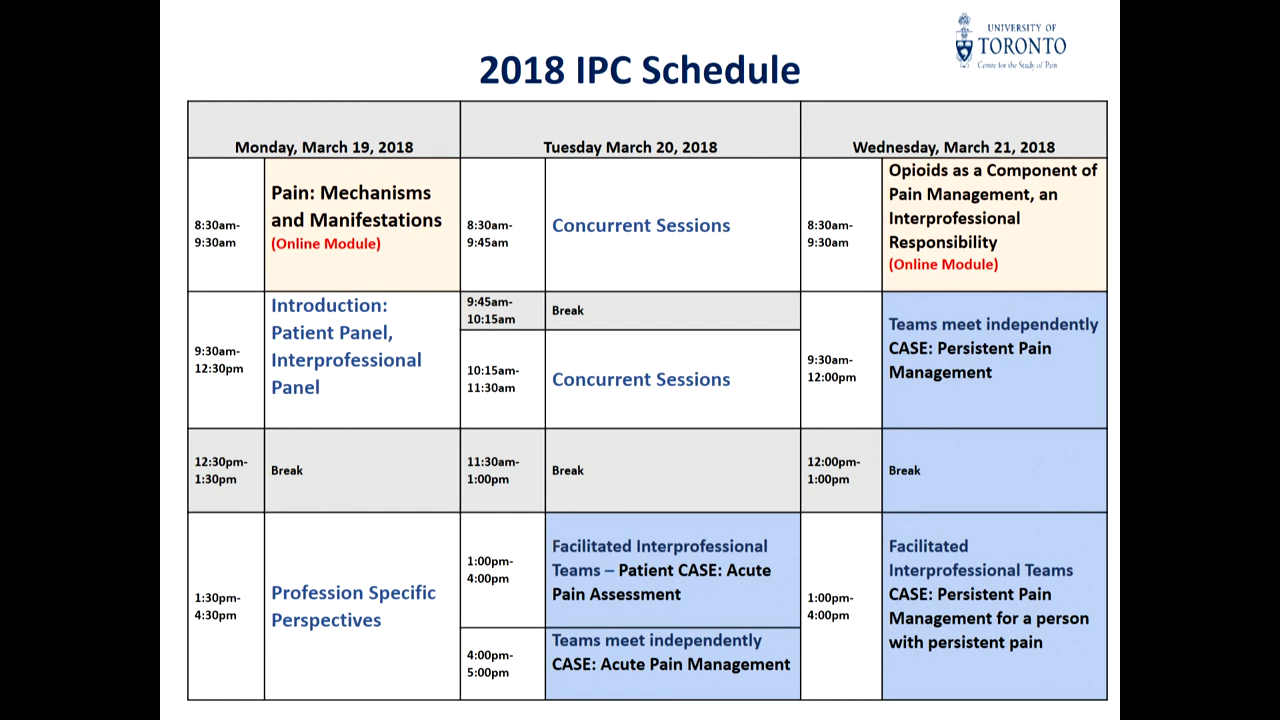 UNIVERSITY OF
TORONTO
Centre for the Study of Pain
2018 IPC Schedule
Monday, March 19, 2018
Tuesday March 20, 2018
Wednesday, March 21, 2018
8:30am-
9:30am
Pain: Mechanisms
and Manifestations
(Online Module)
8:30am-
9:45am
Concurrent Sessions
8:30am-
9:30am
Opioids as a Component of
Pain Management, an
Interprofessional
Responsibility
(Online Module)
9:30am-
12:30pm
Introduction:
Patient Panel,
Interprofessional
Panel
9:45am-
10:15am
Break
10:15am-
11:30am
Concurrent Sessions
9:30am-
12:00pm
Teams meet independently
CASE: Persistent Pain
Management
12:30pm-
1:30pm
Break
11:30am-
1:00pm
Break
12:00pm-
1:00pm
Break
1:30pm-
4:30pm
Profession Specific
Perspectives
1:00pm-
4:00pm
Facilitated Interprofessional
Teams – Patient CASE: Acute
Pain Assessment
4:00pm-
5:00pm
Teams meet independently
CASE: Acute Pain Management
1:00pm-
4:00pm
Facilitated
Interprofessional Teams
CASE: Persistent Pain
Management for a person
with persistent pain